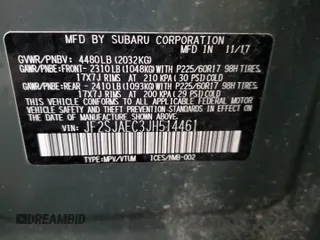 MFD BY SUBARU CORPORATION
GVWR/PNBV: 4480LB (2032KG) IN 11/17
GAWR/PNBE: FRONT- 2310LB (1048KG) WITH P225/60R17 98H TIRES,
17X7J RIMS AT 210 KPA (30 PSI) COLD
GAWR/PNBE: REAR - 2410LB (1093KG) WITH P225/60R17 98H TIRES,
17X7J RIMS AT 200 KPA (29 PSI) COLD
THIS VEHICLE CONFORMS TO ALL APPLICABLE FEDERAL MOTOR
VEHICLE SAFETY, BUMPER, AND THEFT PREVENTION STANDARDS
IN EFFECT ON THE DATE OF MANUFACTURE SHOWN ABOVE.
VIN: JF2SJAEC3JH514461
TYPE: MPV/VTUM ICES/NMB-002
© AUTOBIDMASTER